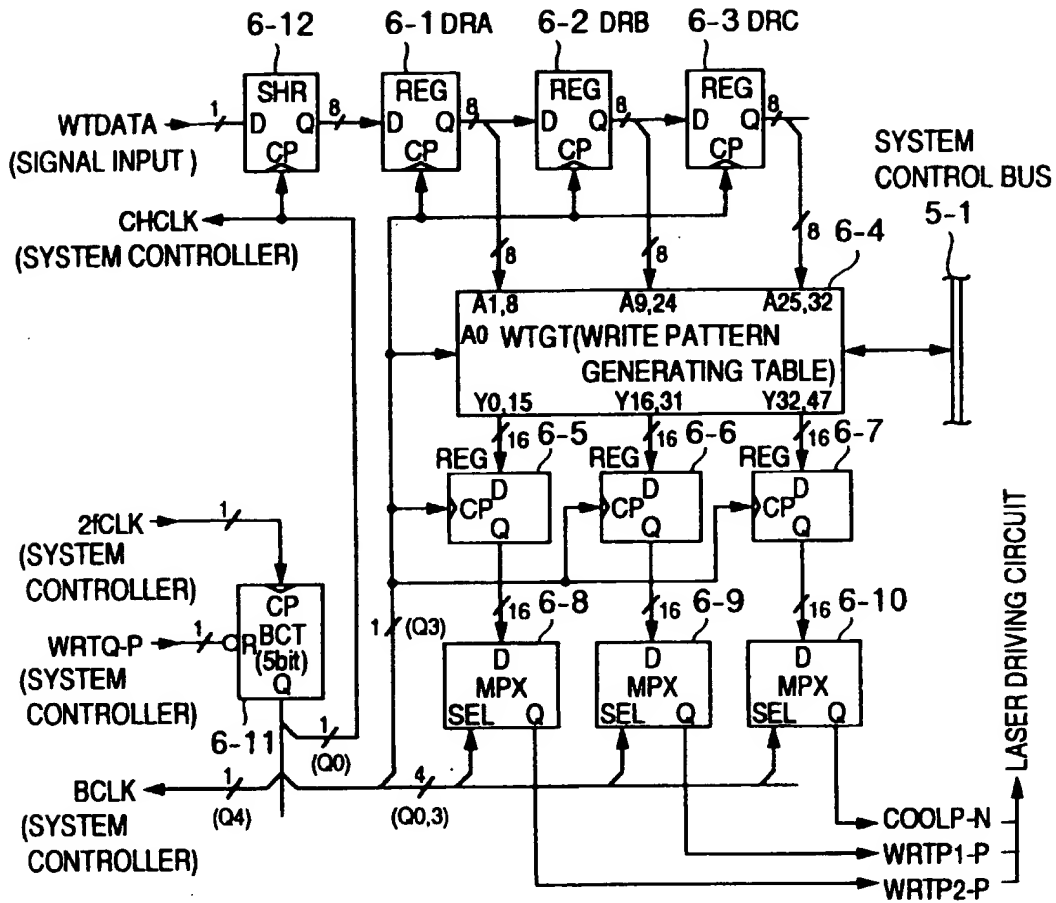 6-12
6-1 DRA
6-2 DRB
6-3 DRC
SHR
REG
REG
REG
WTDATA
(SIGNAL INPUT )
1
D Q
8
D Q
8
D Q
8
D Q
8
CP
CP
CP
CP
SYSTEM
CONTROL BUS
5-1
CHCLK
(SYSTEM CONTROLLER)
8
8
8
6-4
A1,8
A9,24
A25,32
A0
WTGT(WRITE PATTERN
GENERATING TABLE)
Y0,15
Y16,31
Y32,47
16
6-5
16
6-6
16
6-7
REG
REG
REG
D
CP
Q
D
CP
Q
D
CP
Q
2fCLK
(SYSTEM
CONTROLLER)
1
CP
WRTQ-P
(SYSTEM
CONTROLLER)
1
R
BCT
(5bit)
Q
6-11
1
(Q3)
1
(Q0)
16
6-8
16
6-9
16
6-10
D
MPX
SEL Q
D
MPX
SEL Q
D
MPX
SEL Q
BCLK
(SYSTEM
CONTROLLER)
1
(Q4)
4
(Q0,3)
COOLP-N
WRTP1-P
WRTP2-P
LASER DRIVING CIRCUIT